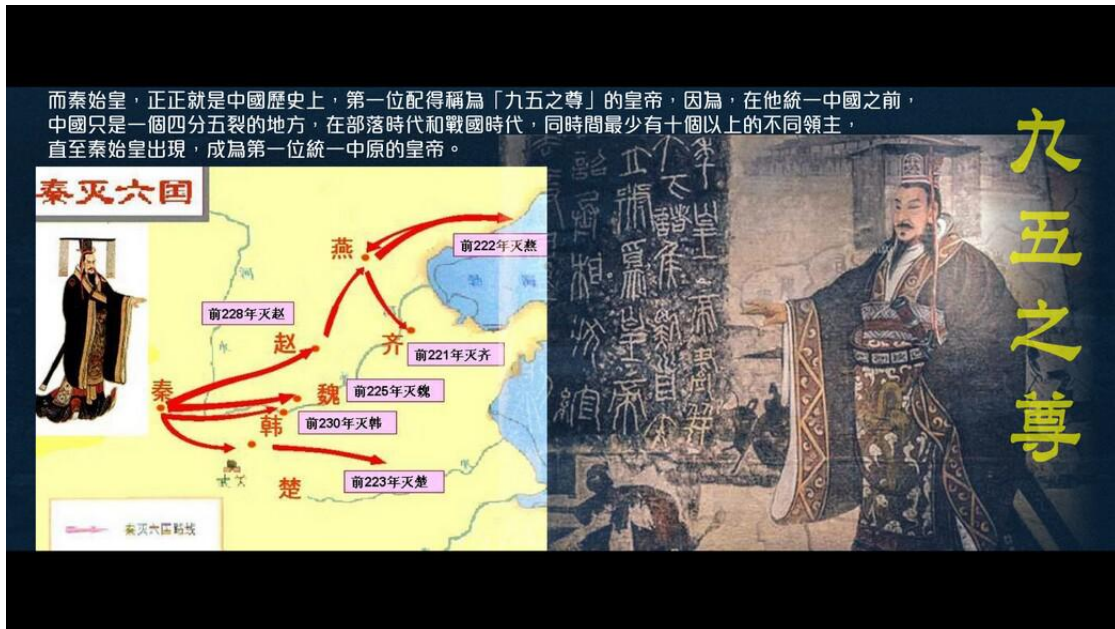 而秦始皇，正正就是中國歷史上，第一位配得稱為「九五之尊」的皇帝，因為，在他統一中國之前，
中國只是一個四分五裂的地方，在部落時代和戰國時代，同時間最少有十個以上的不同領主，
直至秦始皇出現，成為第一位統一中原的皇帝。
九五之尊
秦灭六国
燕
前222年灭燕
渤
前228年灭赵
赵
齐
前221年灭齐
秦
魏
前225年灭魏
韩
前230年灭韩
楚
前223年灭楚
秦灭六国路线